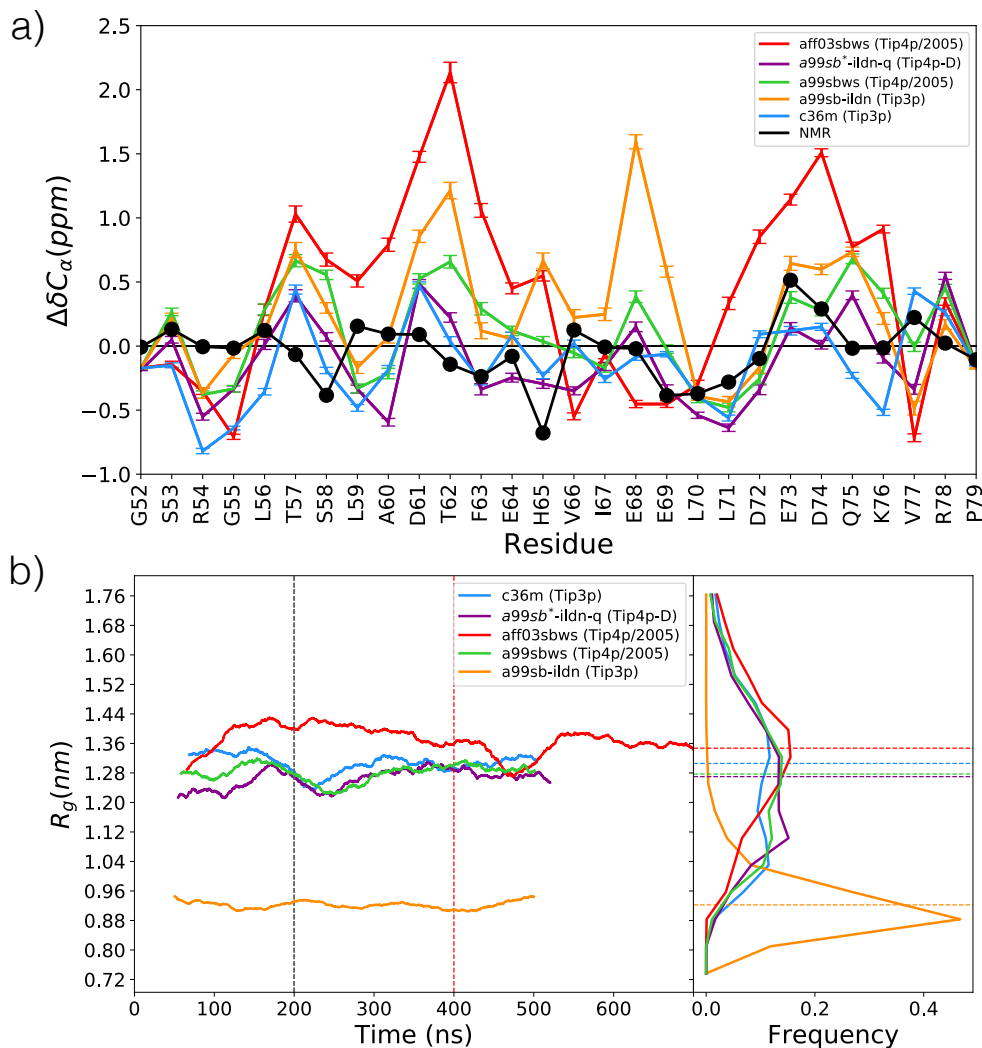 a)
ΔδCα(ppm)
2.5
2.0
1.5
1.0
0.5
0.0
−0.5
−1.0
aff03sbws (Tip4p/2005)
a99sb*-ildn-q (Tip4p-D)
a99sbws (Tip4p/2005)
a99sb-ildn (Tip3p)
c36m (Tip3p)
NMR
G52
S53
R54
G55
L56
T57
S58
L59
A60
D61
T62
F63
E64
H65
V66
I67
E68
E69
L70
L71
D72
E73
D74
Q75
K76
V77
R78
P79
Residue
b)
Rg(nm)
1.76
1.68
1.60
1.52
1.44
1.36
1.28
1.20
1.12
1.04
0.96
0.88
0.80
0.72
c36m (Tip3p)
a99sb*-ildn-q (Tip4p-D)
aff03sbws (Tip4p/2005)
a99sbws (Tip4p/2005)
a99sb-ildn (Tip3p)
0 100 200 300 400 500 600
Time (ns)
0.0 0.2 0.4
Frequency